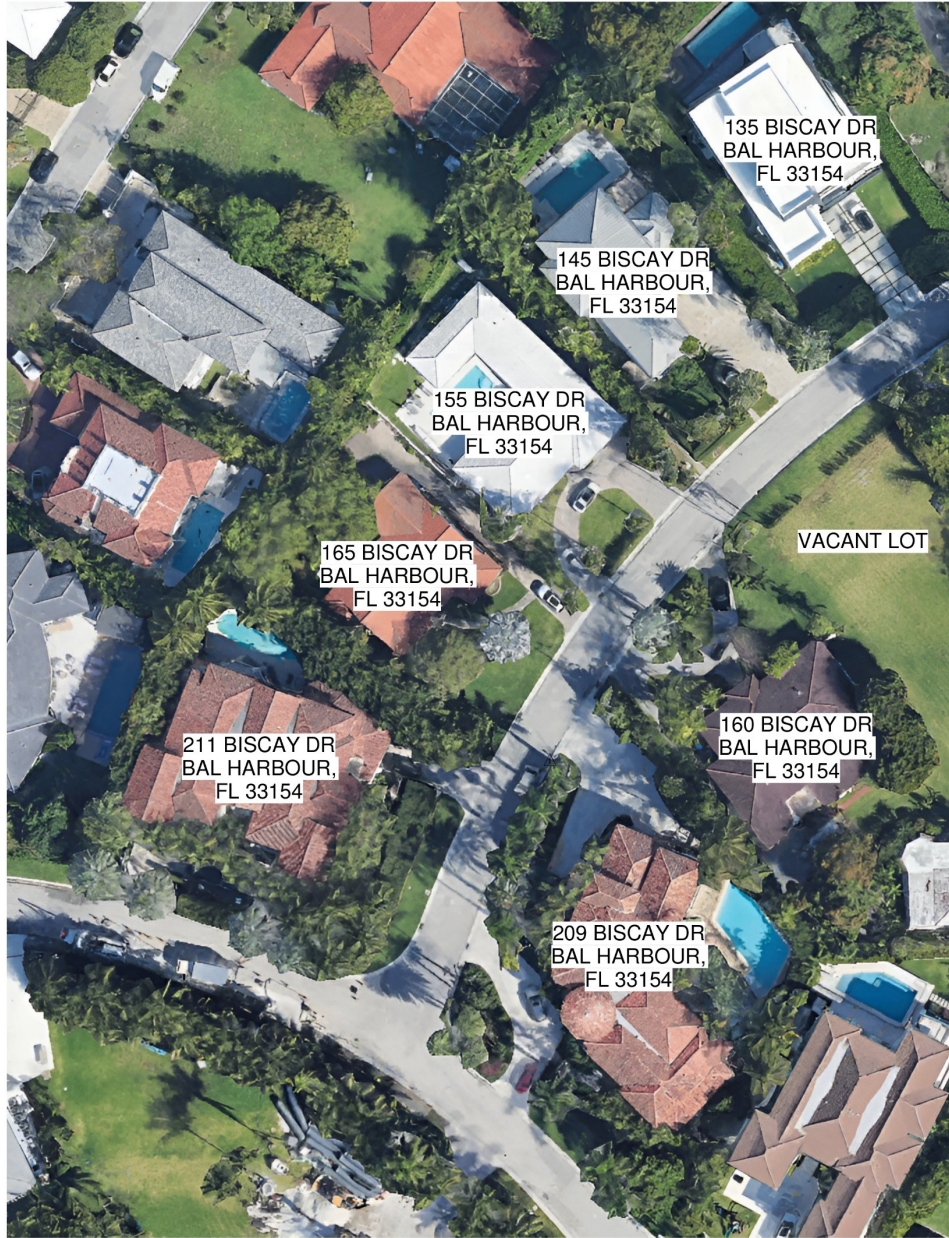 135 BISCAY DR
BAL HARBOUR,
FL 33154
145 BISCAY DR
BAL HARBOUR,
FL 33154
155 BISCAY DR
BAL HARBOUR,
FL 33154
VACANT LOT
165 BISCAY DR
BAL HARBOUR,
FL 33154
160 BISCAY DR
BAL HARBOUR,
FL 33154
211 BISCAY DR
BAL HARBOUR,
FL 33154
209 BISCAY DR
BAL HARBOUR,
FL 33154